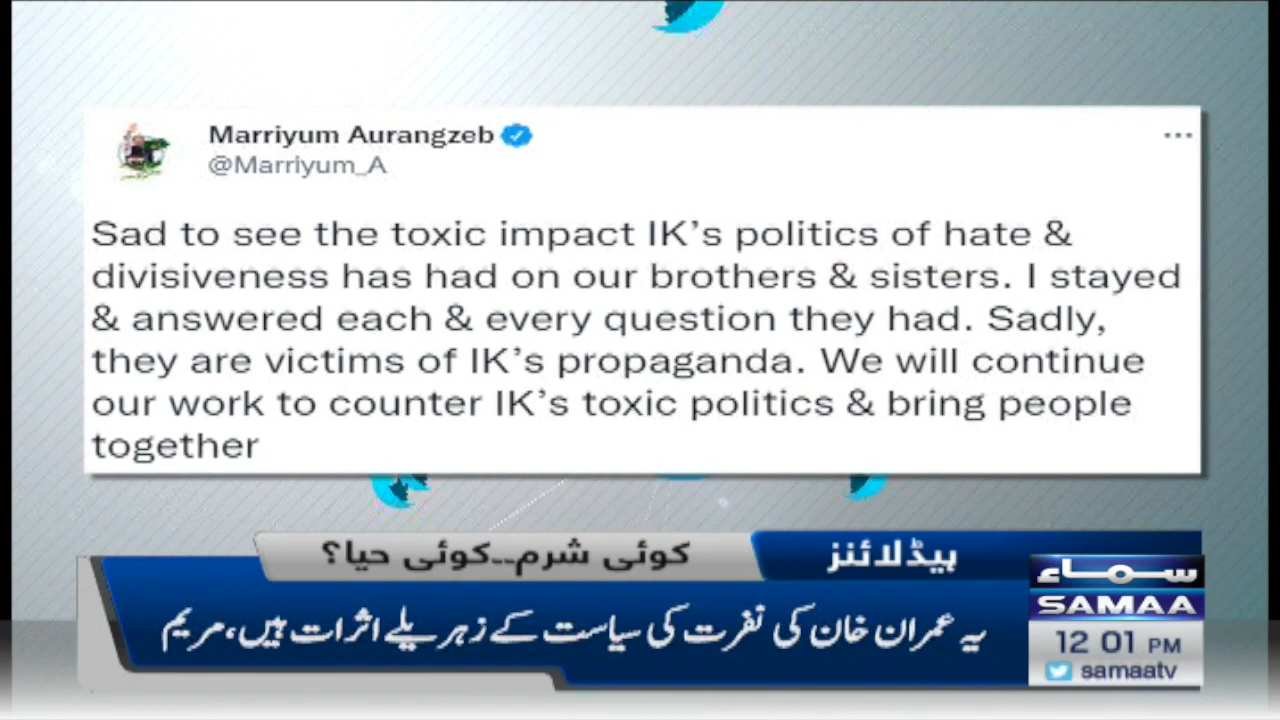 Marriyum Aurangzeb
@Marriyum_A
Sad to see the toxic impact IK’s politics of hate &
divisiveness has had on our brothers & sisters. I stayed
& answered each & every question they had. Sadly,
they are victims of IK’s propaganda. We will continue
our work to counter IK’s toxic politics & bring people
together
ہیڈلائنز
کوئی شرم..کوئی حیا؟
یہ عمران خان کی نفرت کی سیاست کے زہریلے اثرات ہیں،مریم
سماء
SAMAA
12 01 PM
samaatv